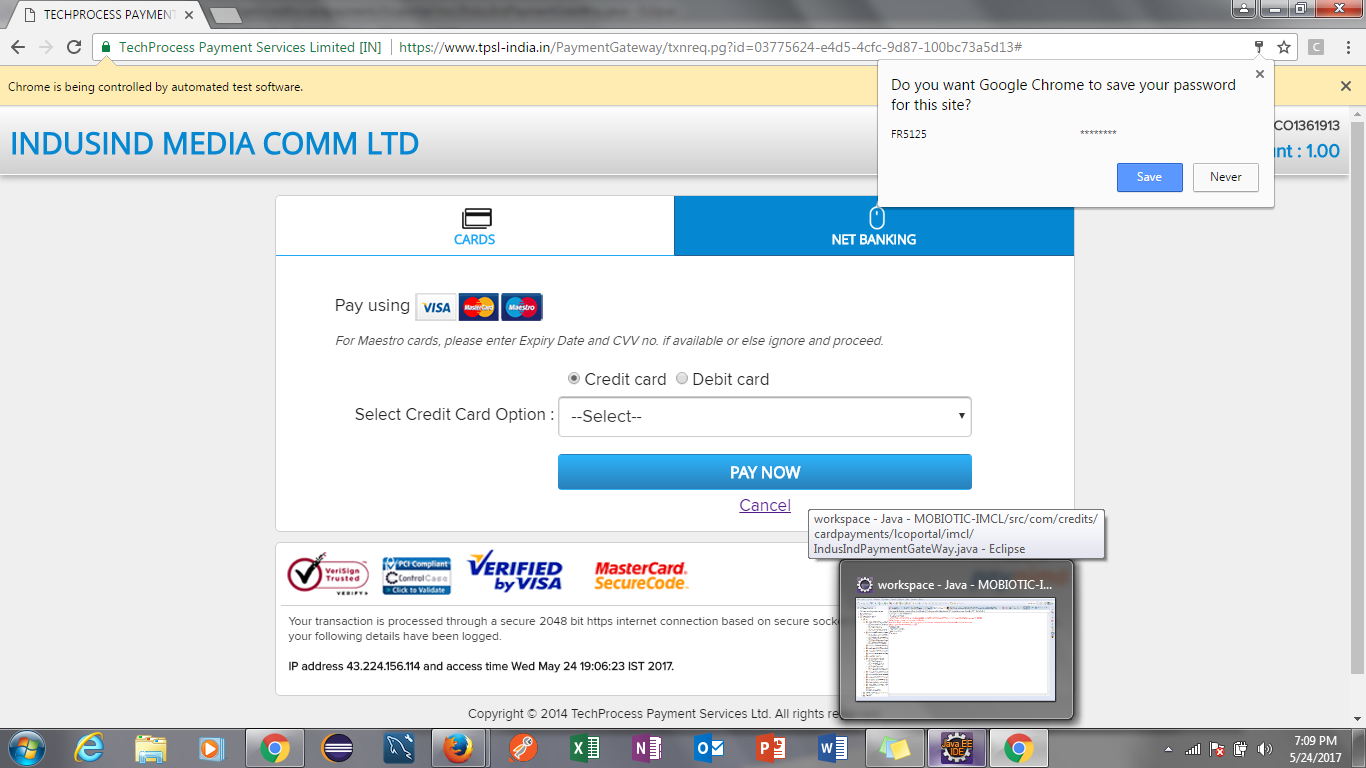 TECHPROCESS PAYMENT
TechProcess Payment Services Limited [IN]
https://www.tpsl-india.in/PaymentGateway/txnreq.pg?id=03775624-e4d5-4cfc-9d87-100bc73a5d13#
C
Chrome is being controlled by automated test software.
Do you want Google Chrome to save your password
for this site?
FR5125 ********
Save Never
INDUSIND MEDIA COMM LTD
CO1361913
nt : 1.00
CARDS
NET BANKING
Pay using VISA MasterCard Maestro
For Maestro cards, please enter Expiry Date and CVV no. if available or else ignore and proceed.
Credit card Debit card
Select Credit Card Option : --Select--
PAY NOW
Cancel
workspace - Java - MOBIOTIC-IMCL/src/com/credits/
cardpayments/lcoportal/imcl/
IndusIndPaymentGateWay.java - Eclipse
workspace - Java - MOBIOTIC-I...
VeriSign
Trusted
VERIFY
PCI Compliant
ControlCase
Click to Validate
VERIFIED
by VISA
MasterCard.
SecureCode.
Your transaction is processed through a secure 2048 bit https internet connection based on secure socke
your following details have been logged.
IP address 43.224.156.114 and access time Wed May 24 19:06:23 IST 2017.
Copyright © 2014 TechProcess Payment Services Ltd. All rights re
Java EE
IDE
7:09 PM
5/24/2017